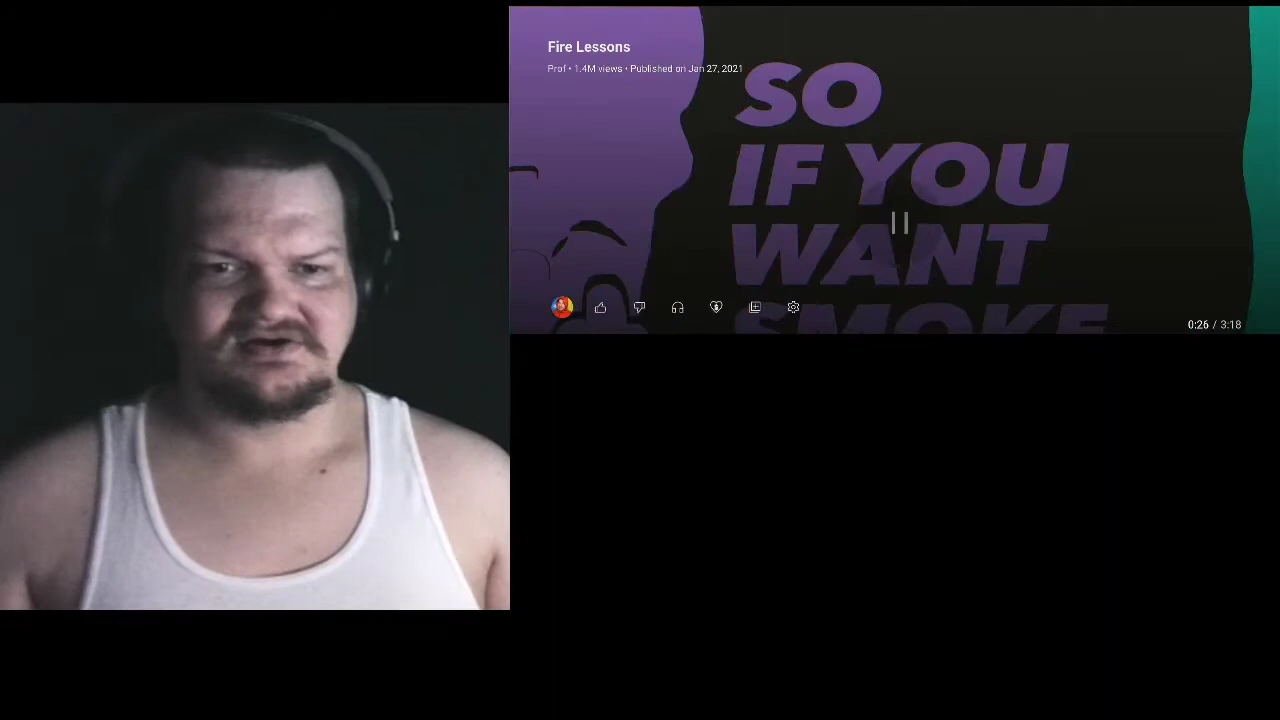 Fire Lessons
Prof • 1.4M views • Published on Jan 27, 2021
SO
IF YOU
WANT
SMOKE
0:26 / 3:18